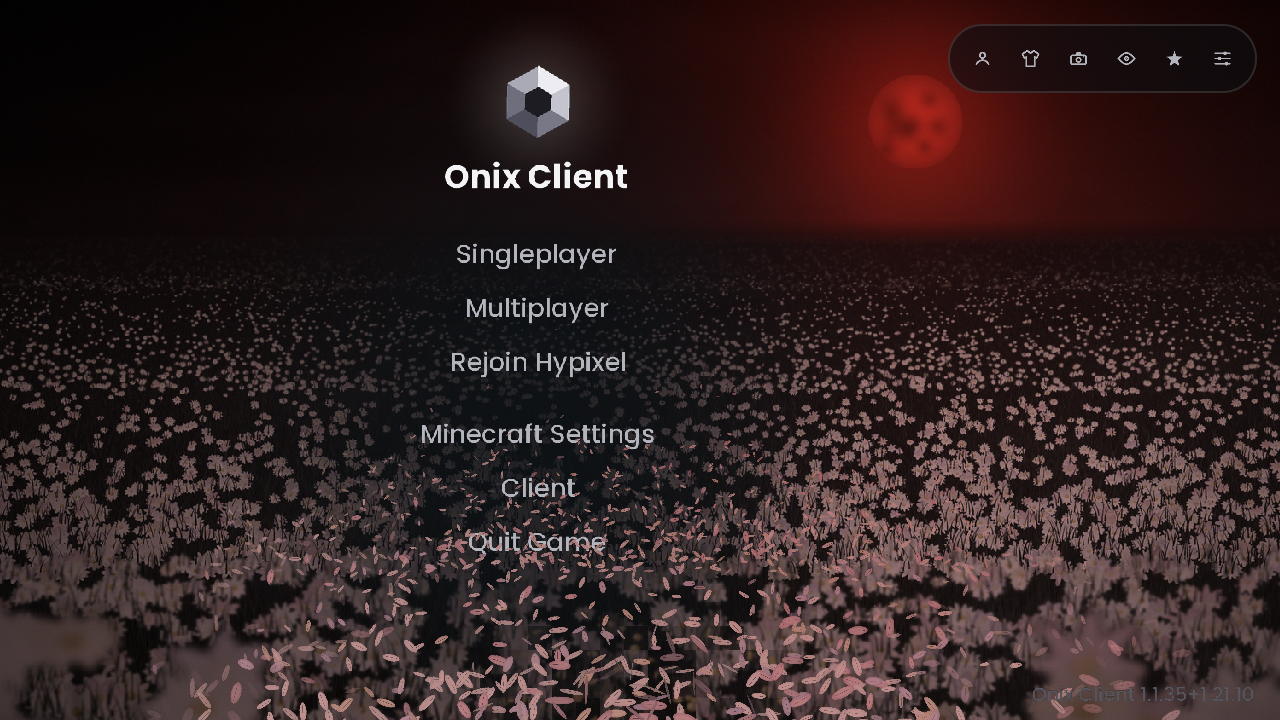 Onix Client
Singleplayer
Multiplayer
Rejoin Hypixel
Minecraft Settings
Client
Quit Game
Onix Client 1.1.35+1.21.10